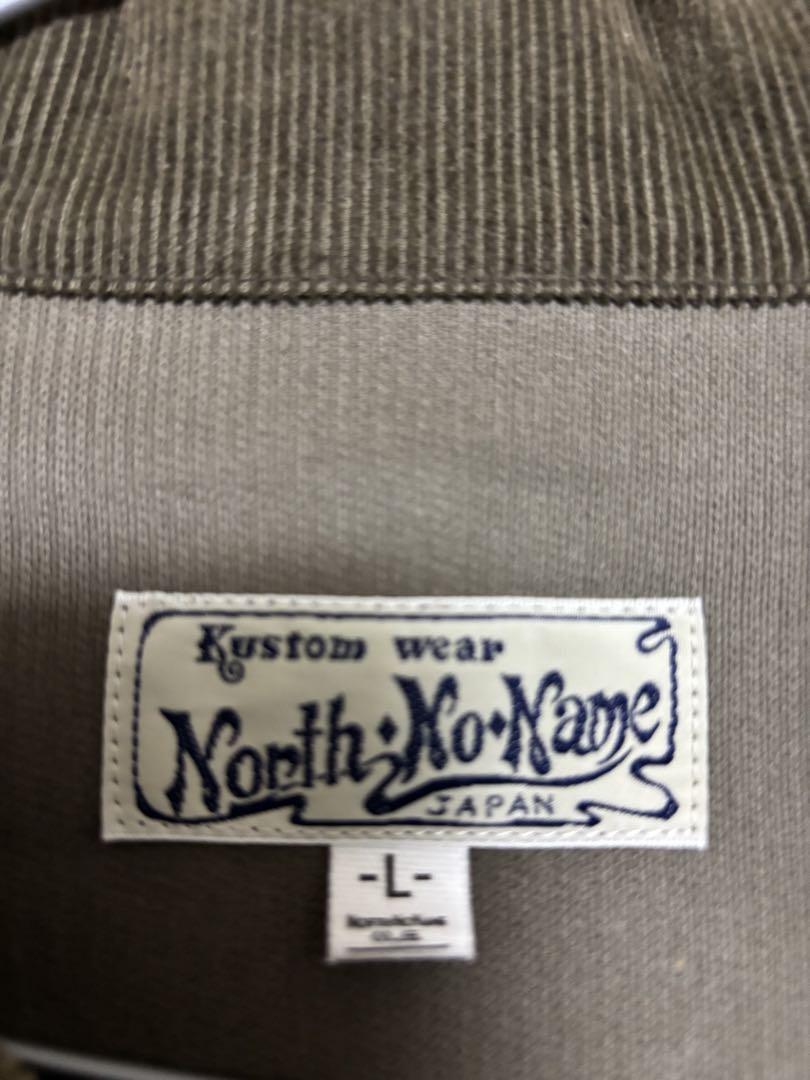 Kustom wear
North·No·Name
JAPAN
-L-